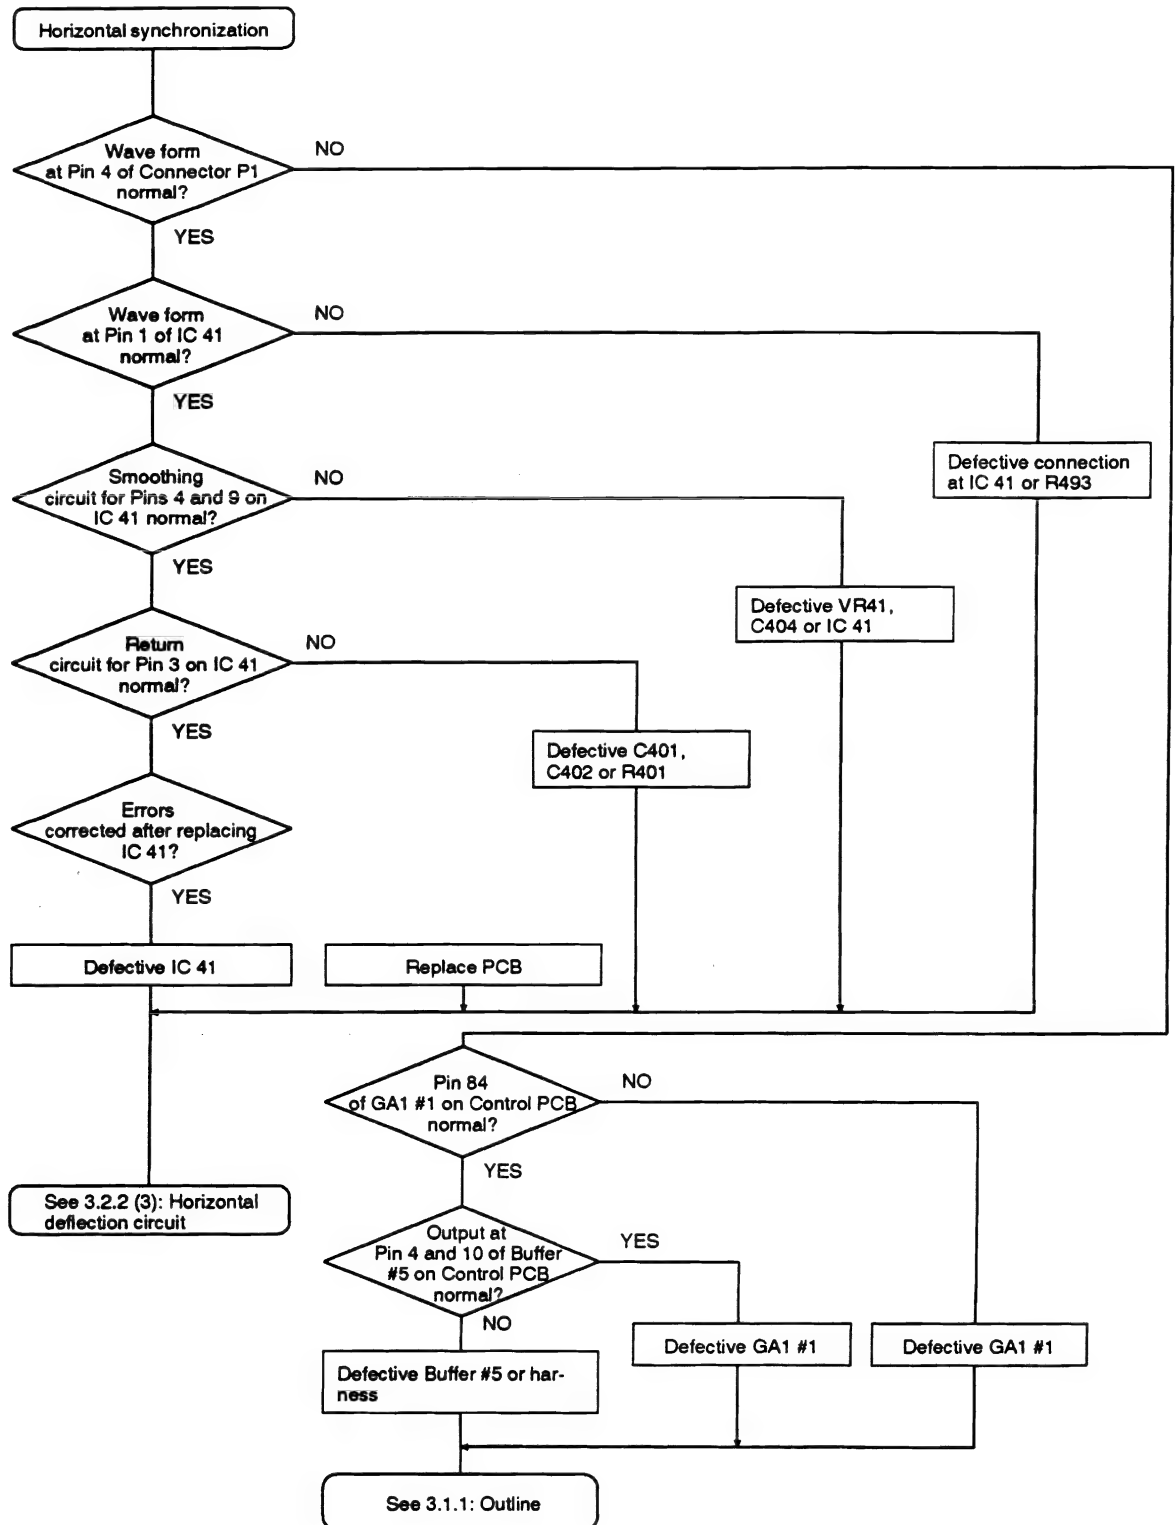 Horizontal synchronization
Wave form
at Pin 4 of Connector P1
normal?
NO
YES
Wave form
at Pin 1 of IC 41
normal?
NO
YES
Smoothing
circuit for Pins 4 and 9 on
IC 41 normal?
NO
YES
Defective connection
at IC 41 or R493
Defective VR41,
C404 or IC 41
Return
circuit for Pin 3 on IC 41
normal?
NO
YES
Defective C401,
C402 or R401
Errors
corrected after replacing
IC 41?
YES
Defective IC 41
Replace PCB
Pin 84
of GA1 #1 on Control PCB
normal?
NO
YES
See 3.2.2 (3): Horizontal
deflection circuit
Output at
Pin 4 and 10 of Buffer
#5 on Control PCB
normal?
YES
NO
Defective Buffer #5 or har-
ness
Defective GA1 #1
Defective GA1 #1
See 3.1.1: Outline